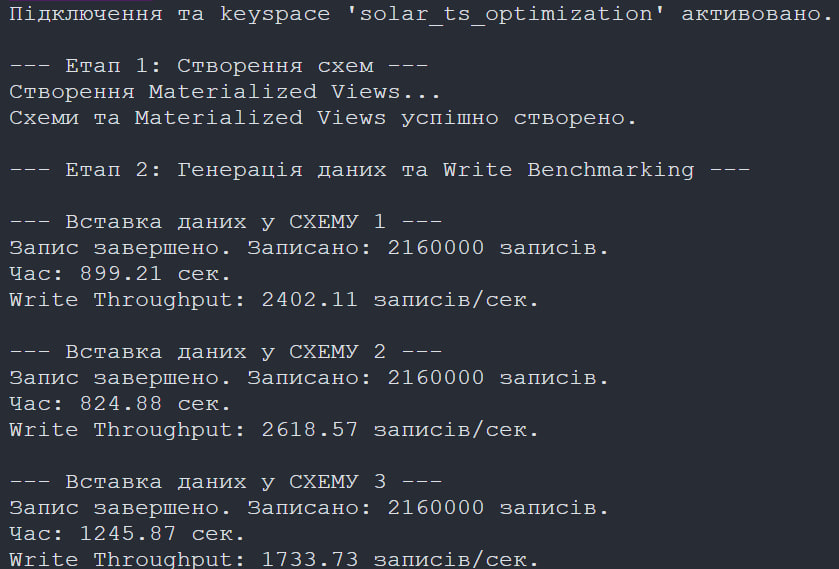 Підключення та keyspace 'solar_ts_optimization' активовано.
--- Етап 1: Створення схем ---
Створення Materialized Views...
Схеми та Materialized Views успішно створено.
--- Етап 2: Генерація даних та Write Benchmarking ---
--- Вставка даних у СХЕМУ 1 ---
Запис завершено. Записано: 2160000 записів.
Час: 899.21 сек.
Write Throughput: 2402.11 записів/сек.
--- Вставка даних у СХЕМУ 2 ---
Запис завершено. Записано: 2160000 записів.
Час: 824.88 сек.
Write Throughput: 2618.57 записів/сек.
--- Вставка даних у СХЕМУ 3 ---
Запис завершено. Записано: 2160000 записів.
Час: 1245.87 сек.
Write Throughput: 1733.73 записів/сек.